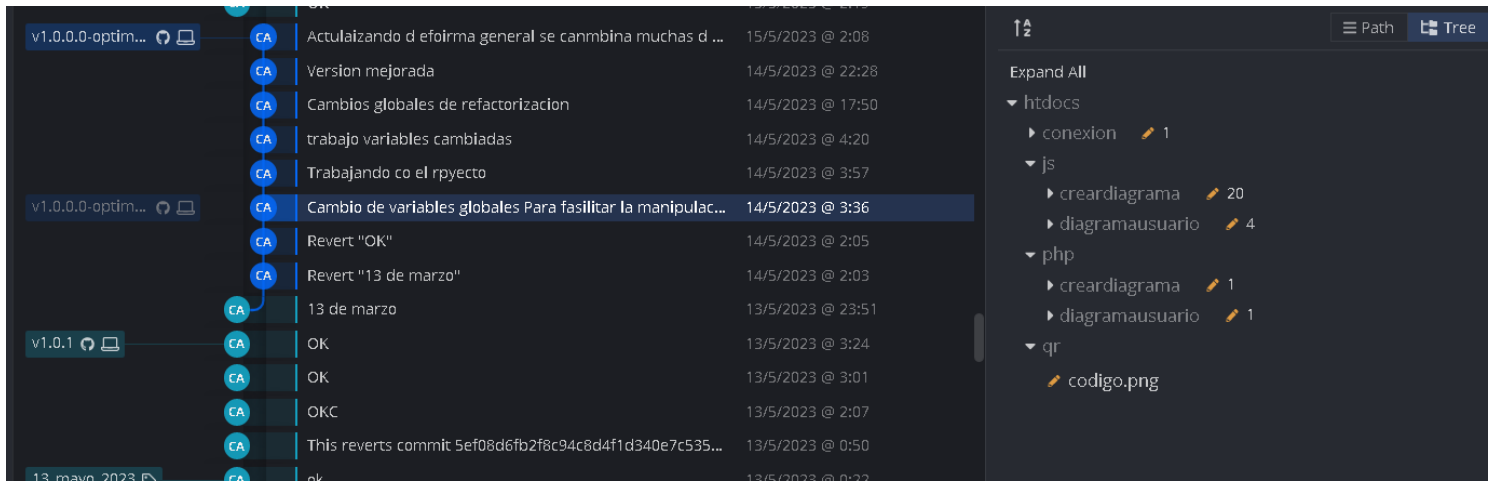 v1.0.0.0-optim... CA Actulaizando d efoirma general se canmbina muchas d ... 15/5/2023 @ 2:08
CA Version mejorada 14/5/2023 @ 22:28
CA Cambios globales de refactorizacion 14/5/2023 @ 17:50
CA trabajo variables cambiadas 14/5/2023 @ 4:20
CA Trabajando co el rpyecto 14/5/2023 @ 3:57
v1.0.0.0-optim... CA Cambio de variables globales Para fasilitar la manipulac... 14/5/2023 @ 3:36
CA Revert "OK" 14/5/2023 @ 2:05
CA Revert "13 de marzo" 14/5/2023 @ 2:03
CA 13 de marzo 13/5/2023 @ 23:51
v1.0.1 CA OK 13/5/2023 @ 3:24
CA OK 13/5/2023 @ 3:01
CA OKC 13/5/2023 @ 2:07
CA This reverts commit 5ef08d6fb2f8c94c8d4f1d340e7c535... 13/5/2023 @ 0:50
13_mayo_2023 CA ok 13/5/2023 @ 0:22
A
Z
Path Tree
Expand All
htdocs
conexion 1
js
creardiagrama 20
diagramausuario 4
php
creardiagrama 1
diagramausuario 1
qr
codigo.png